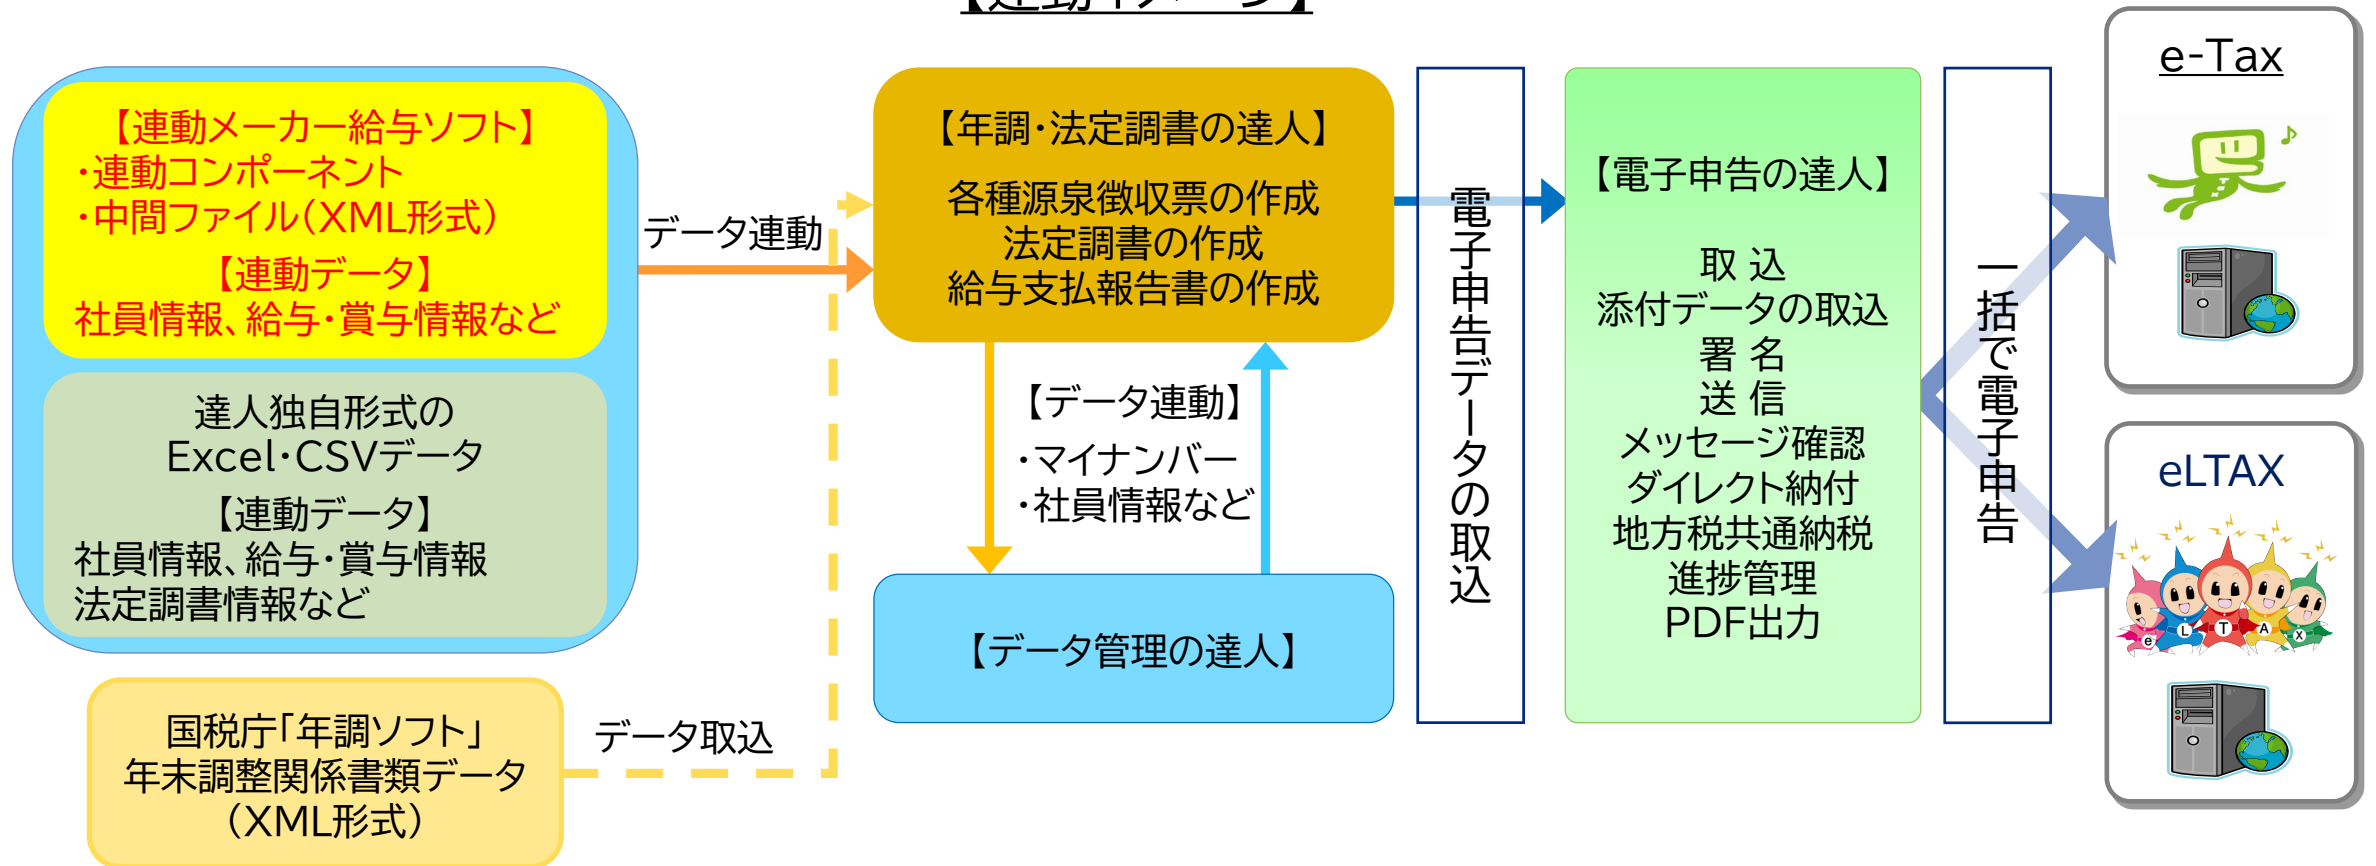 【連動イメージ】
【連動メーカー給与ソフト】
・連動コンポーネント
・中間ファイル（XML形式）
【連動データ】
社員情報、給与・賞与情報など
達人独自形式の
Excel・CSVデータ
【連動データ】
社員情報、給与・賞与情報
法定調書情報など
国税庁「年調ソフト」
年末調整関係書類データ
（XML形式）
データ連動
データ取込
【年調・法定調書の達人】
各種源泉徴収票の作成
法定調書の作成
給与支払報告書の作成
【データ連動】
・マイナンバー
・社員情報など
【データ管理の達人】
電子申告データの取込
【電子申告の達人】
取 込
添付データの取込
署 名
送 信
メッセージ確認
ダイレクト納付
地方税共通納税
進捗管理
PDF出力
一括で電子申告
e-Tax
eLTAX
e L T A X